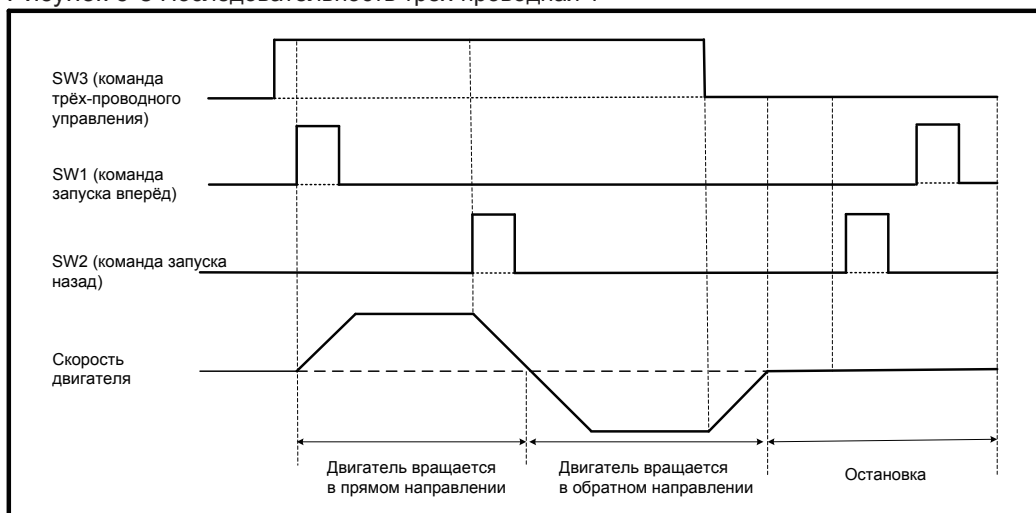 SW3 (команда
трёх-проводного
управления)
SW1 (команда
запуска вперёд)
SW2 (команда запуска
назад)
Скорость
двигателя
Двигатель вращается
в прямом направлении
Двигатель вращается
в обратном направлении
Остановка